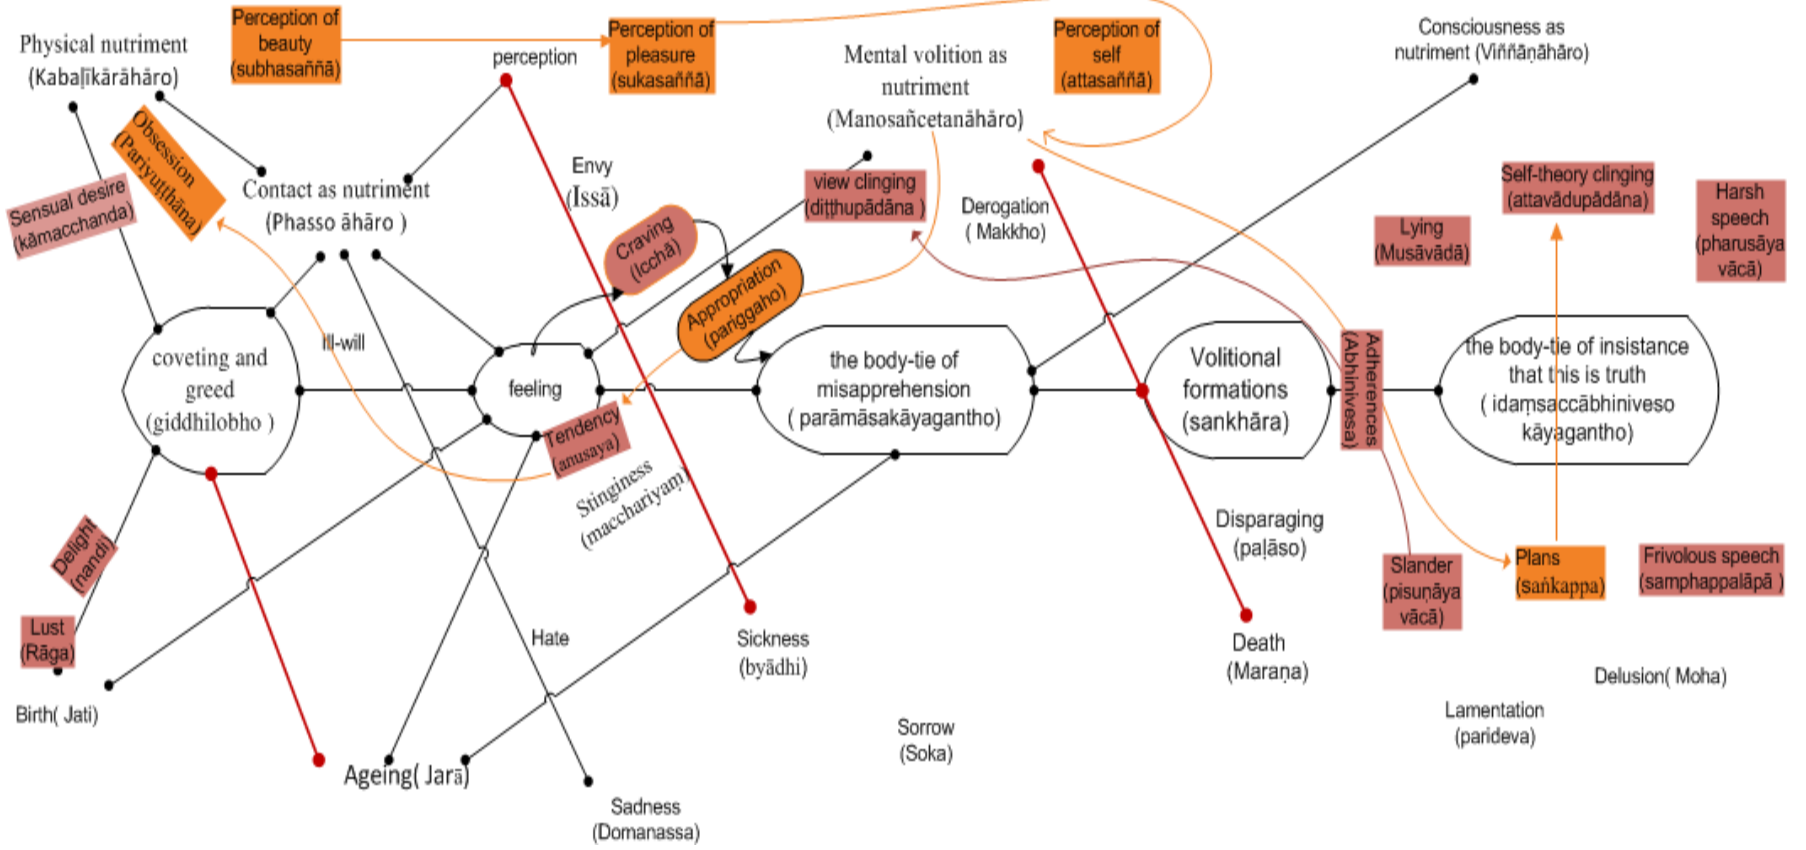 Physical nutriment
(Kabaḷīkārāhāro)
Perception of
beauty
(subhasaññā)
Perception of
pleasure
(sukasaññā)
perception
Mental volition as
nutriment
(Manosañcetanāhāro)
Perception of
self
(attasaññā)
Consciousness as
nutriment (Viññāṇāhāro)
Obsession
(Pariyuṭṭhāna)
Sensual desire
(kāmacchanda)
Contact as nutriment
(Phasso āhāro )
Envy
(Issā)
Craving
(Icchā)
view clinging
(diṭṭhupādāna )
Derogation
( Makkho)
Lying
(Musāvādā)
Self-theory clinging
(attavādupādāna)
Harsh
speech
(pharusāya
vācā)
Appropriation
(pariggaho)
Ill-will
coveting and
greed
(giddhilobho )
feeling
the body-tie of
misapprehension
( parāmāsakāyagantho)
Volitional
formations
(sankhāra)
Adherences
(Abhinivesa)
the body-tie of insistance
that this is truth
( idaṃsaccābhiniveso
kāyagantho)
Tendency
(anusaya)
Stinginess
(macchariyaṃ)
Delight
(nandi)
Disparaging
(paḷāso)
Slander
(pisuṇāya
vācā)
Plans
(saṅkappa)
Frivolous speech
(samphappalāpā )
Lust
(Rāga)
Hate
Sickness
(byādhi)
Death
(Maraṇa)
Delusion( Moha)
Birth( Jati)
Lamentation
(parideva)
Sorrow
(Soka)
Ageing( Jarā)
Sadness
(Domanassa)